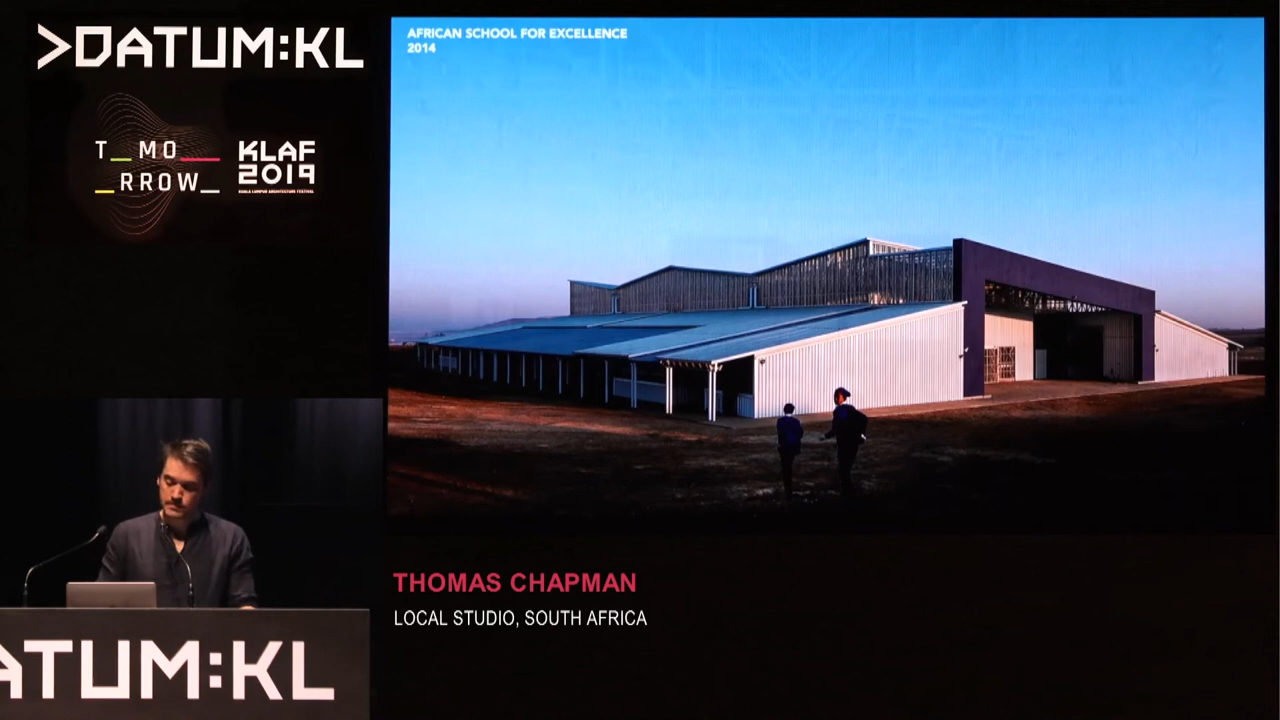 >DATUM:KL
T_MO__
_RROW_
KLAF
2019
KUALA LUMPUR ARCHITECTURE FESTIVAL
AFRICAN SCHOOL FOR EXCELLENCE
2014
THOMAS CHAPMAN
LOCAL STUDIO, SOUTH AFRICA
ATUM:KL